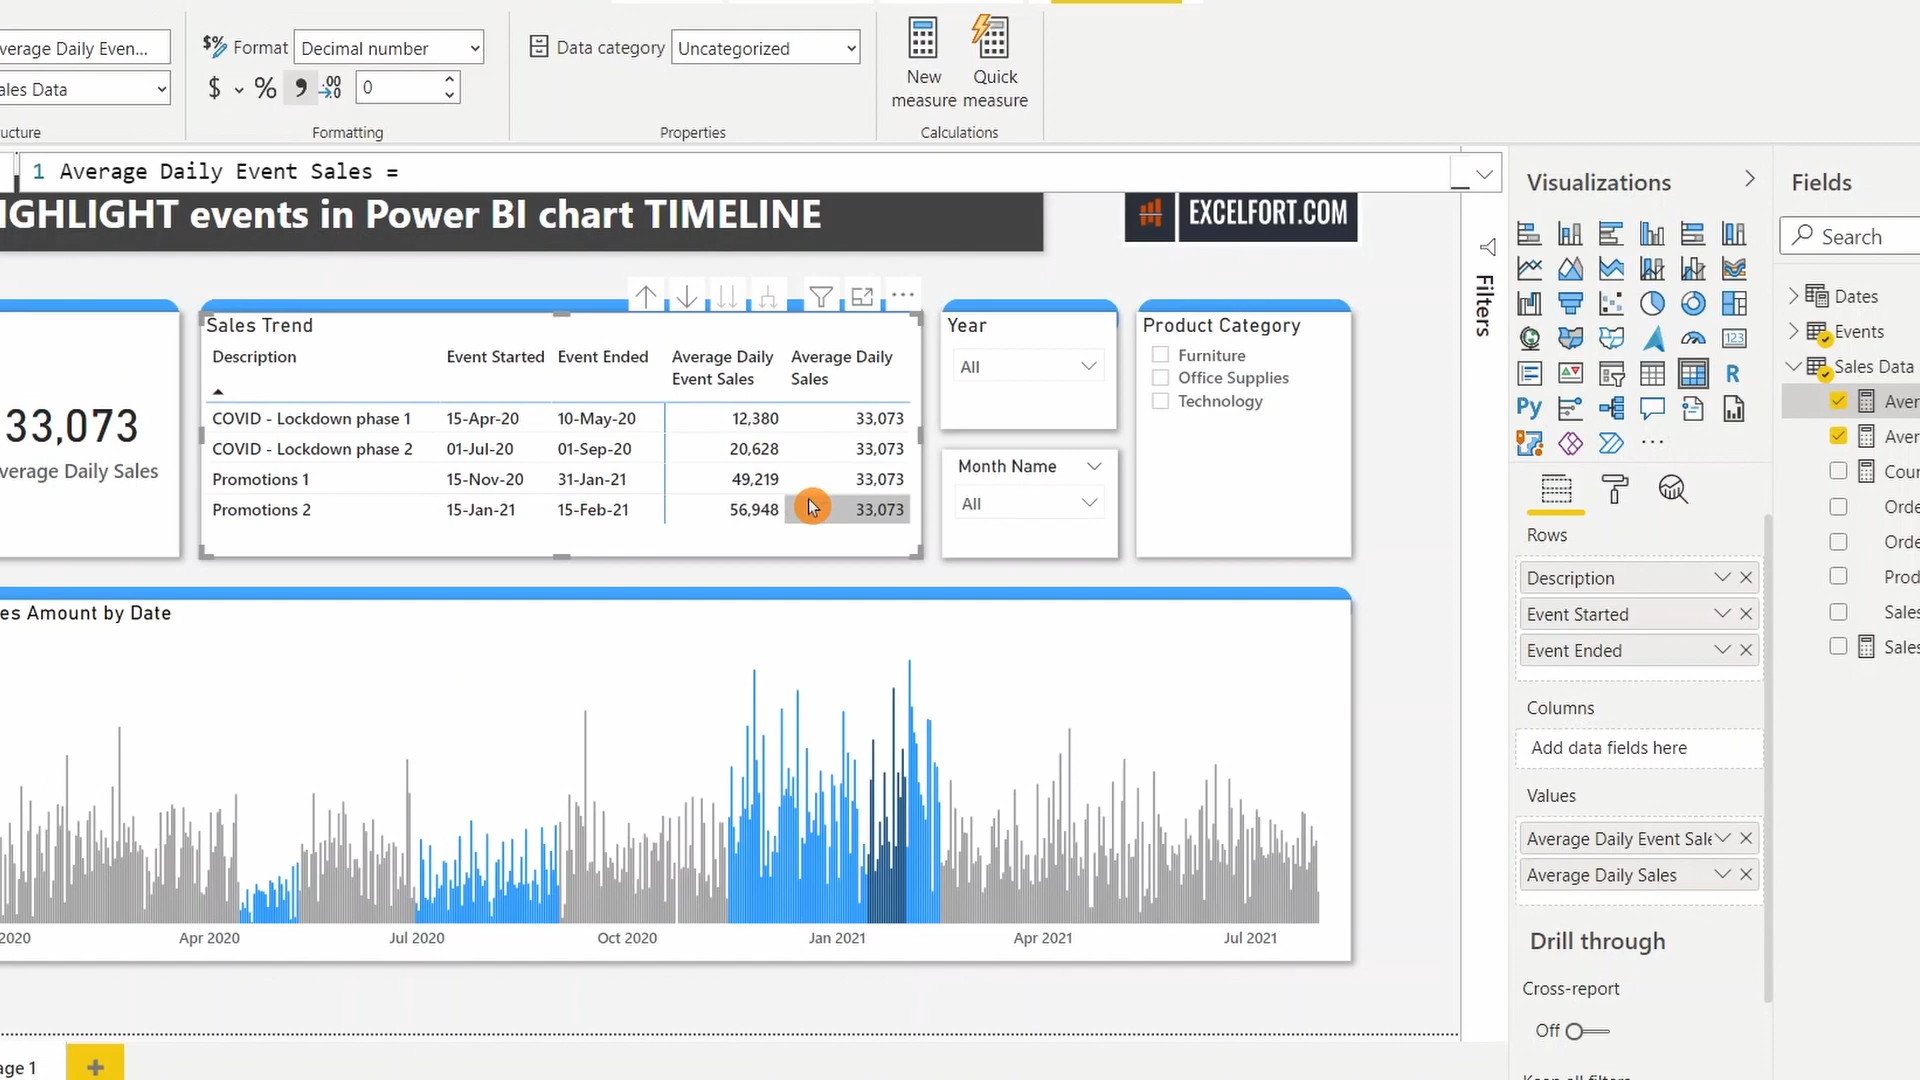 verage Daily Even...
Format
Decimal number
Data category
Uncategorized
New
measure
Quick
measure
ales Data
$
%
,
.00
0
ucture
Formatting
Properties
Calculations
1 Average Daily Event Sales =
IGHLIGHT events in Power BI chart TIMELINE
EXCELFORT.COM
33,073
verage Daily Sales
Sales Trend
Description Event Started Event Ended Average Daily Event Sales Average Daily Sales
COVID - Lockdown phase 1 15-Apr-20 10-May-20 12,380 33,073
COVID - Lockdown phase 2 01-Jul-20 01-Sep-20 20,628 33,073
Promotions 1 15-Nov-20 31-Jan-21 49,219 33,073
Promotions 2 15-Jan-21 15-Feb-21 56,948 33,073
Year
All
Month Name
All
Product Category
Furniture
Office Supplies
Technology
es Amount by Date
2020 Apr 2020 Jul 2020 Oct 2020 Jan 2021 Apr 2021 Jul 2021
age 1
Filters
Visualizations
123
R
Py
Rows
Description
Event Started
Event Ended
Columns
Add data fields here
Values
Average Daily Event Sale
Average Daily Sales
Drill through
Cross-report
Off
Fields
Search
Dates
Events
Sales Data
Aver
Aver
Cour
Orde
Orde
Prod
Sales
Sales